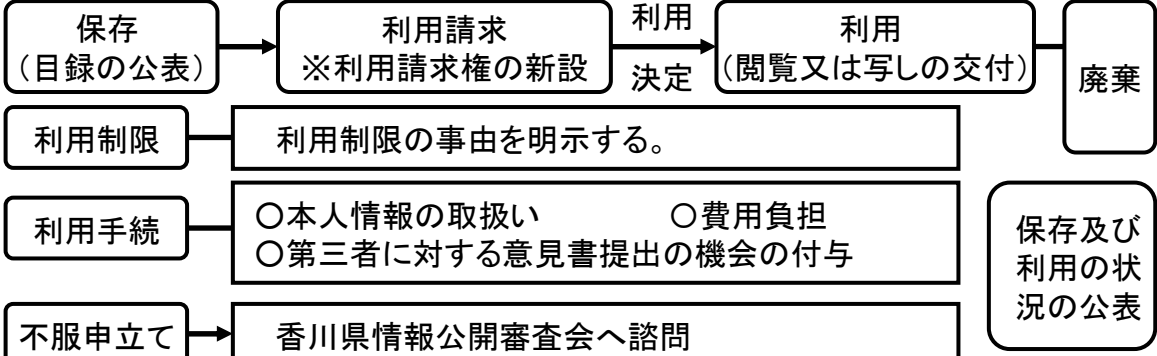 保存
(目録の公表)
利用請求
※利用請求権の新設
利用
決定
利用
(閲覧又は写しの交付)
廃棄
利用制限
利用制限の事由を明示する。
利用手続
〇本人情報の取扱い　〇費用負担
〇第三者に対する意見書提出の機会の付与
保存及び
利用の状
況の公表
不服申立て
香川県情報公開審査会へ諮問